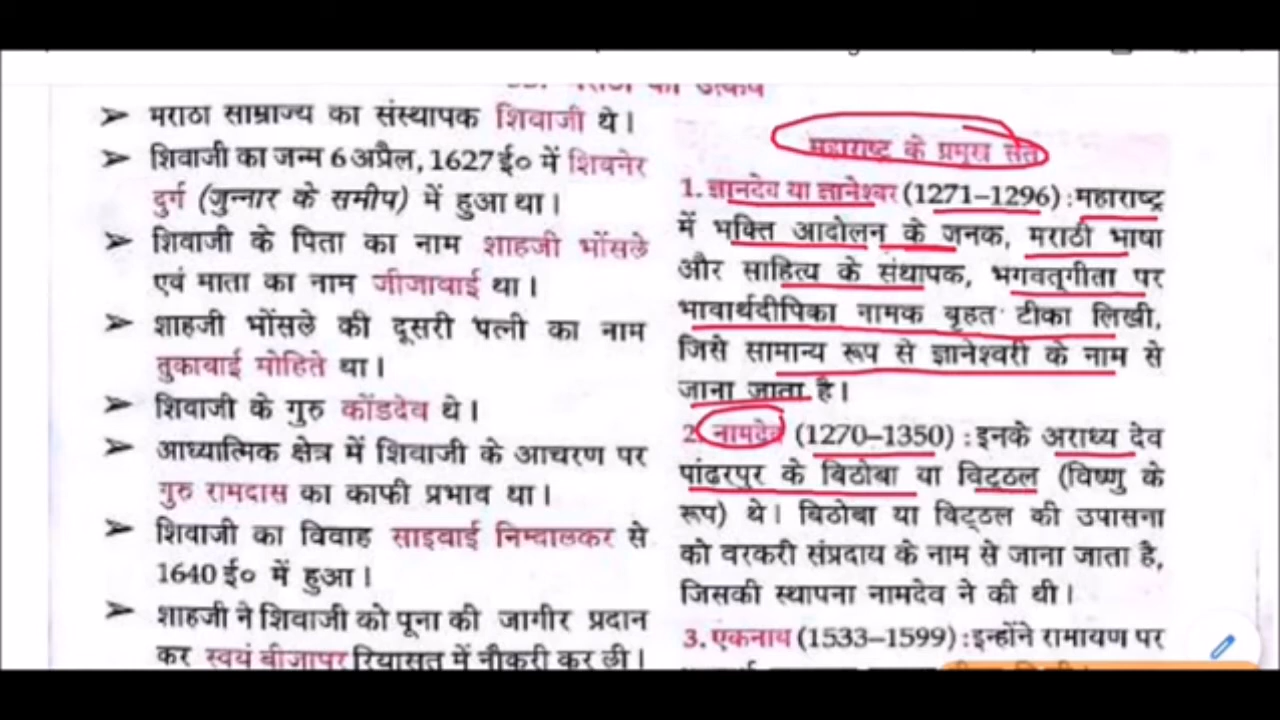 मराठा साम्राज्य का संस्थापक शिवाजी थे।
शिवाजी का जन्म 6 अप्रैल, 1627 ई० में शिवनेर
दुर्ग (जुन्नार के समीप) में हुआ था।
शिवाजी के पिता का नाम शाहजी भोंसले
एवं माता का नाम जीजाबाई था।
शाहजी भोंसले की दूसरी पत्नी का नाम
तुकाबाई मोहिते था।
शिवाजी के गुरु कोंडदेव थे।
आध्यात्मिक क्षेत्र में शिवाजी के आचरण पर
गुरु रामदास का काफी प्रभाव था।
शिवाजी का विवाह साइबाई निम्बालकर से
1640 ई० में हुआ।
शाहजी ने शिवाजी को पूना की जागीर प्रदान
कर स्वयं बीजापुर रियासत में नौकरी कर ली।
महाराष्ट्र के प्रमुख संत
1. ज्ञानदेव या ज्ञानेश्वर (1271–1296) : महाराष्ट्र
में भक्ति आदोलन के जनक, मराठी भाषा
और साहित्य के संथापक, भगवत्गीता पर
भावार्थदीपिका नामक बृहत टीका लिखी,
जिसे सामान्य रूप से ज्ञानेश्वरी के नाम से
जाना जाता है।
2. नामदेव (1270–1350) : इनके अराध्य देव
पांढरपुर के बिठोबा या विट्ठल (विष्णु के
रूप) थे। बिठोबा या विट्ठल की उपासना
को वरकरी संप्रदाय के नाम से जाना जाता है,
जिसकी स्थापना नामदेव ने की थी।
3. एकनाथ (1533–1599) : इन्होंने रामायण पर